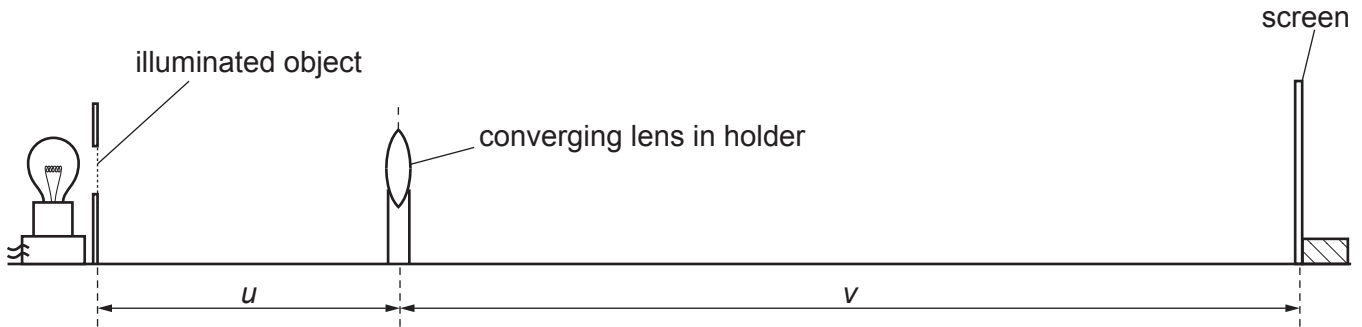 screen
illuminated object
converging lens in holder
u
v